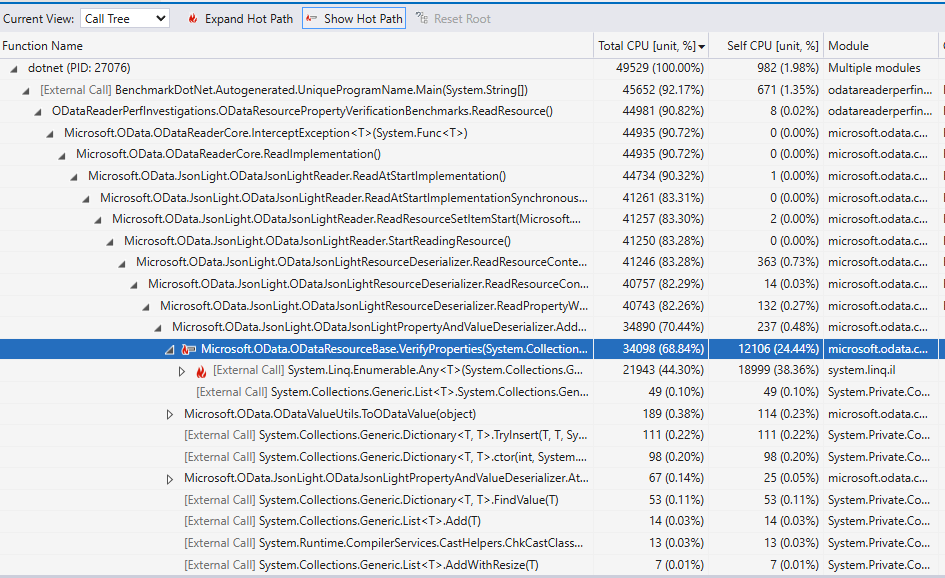 Current View: Call Tree Expand Hot Path Show Hot Path Reset Root
Function Name Total CPU [unit, %] Self CPU [unit, %] Module
dotnet (PID: 27076) 49529 (100.00%) 982 (1.98%) Multiple modules
[External Call] BenchmarkDotNet.Autogenerated.UniqueProgramName.Main(System.String[]) 45652 (92.17%) 671 (1.35%) odatareaderperfin...
ODataReaderPerfInvestigations.ODataResourcePropertyVerificationBenchmarks.ReadResource() 44981 (90.82%) 8 (0.02%) odatareaderperfin...
Microsoft.OData.ODataReaderCore.InterceptException<T>(System.Func<T>) 44935 (90.72%) 0 (0.00%) microsoft.odata.c...
Microsoft.OData.ODataReaderCore.ReadImplementation() 44935 (90.72%) 0 (0.00%) microsoft.odata.c...
Microsoft.OData.JsonLight.ODataJsonLightReader.ReadAtStartImplementation() 44734 (90.32%) 1 (0.00%) microsoft.odata.c...
Microsoft.OData.JsonLight.ODataJsonLightReader.ReadAtStartImplementationSynchronous... 41261 (83.31%) 0 (0.00%) microsoft.odata.c...
Microsoft.OData.JsonLight.ODataJsonLightReader.ReadResourceSetItemStart(Microsoft.... 41257 (83.30%) 2 (0.00%) microsoft.odata.c...
Microsoft.OData.JsonLight.ODataJsonLightReader.StartReadingResource() 41250 (83.28%) 0 (0.00%) microsoft.odata.c...
Microsoft.OData.JsonLight.ODataJsonLightResourceDeserializer.ReadResourceConte... 41246 (83.28%) 363 (0.73%) microsoft.odata.c...
Microsoft.OData.JsonLight.ODataJsonLightResourceDeserializer.ReadResourceCon... 40757 (82.29%) 14 (0.03%) microsoft.odata.c...
Microsoft.OData.JsonLight.ODataJsonLightResourceDeserializer.ReadPropertyW... 40743 (82.26%) 132 (0.27%) microsoft.odata.c...
Microsoft.OData.JsonLight.ODataJsonLightPropertyAndValueDeserializer.Add... 34890 (70.44%) 237 (0.48%) microsoft.odata.c...
Microsoft.OData.ODataResourceBase.VerifyProperties(System.Collection... 34098 (68.84%) 12106 (24.44%) microsoft.odata.c...
[External Call] System.Linq.Enumerable.Any<T>(System.Collections.G... 21943 (44.30%) 18999 (38.36%) system.linq.il
[External Call] System.Collections.Generic.List<T>.System.Collections.Gen... 49 (0.10%) 49 (0.10%) System.Private.Co...
Microsoft.OData.ODataValueUtils.ToODataValue(object) 189 (0.38%) 114 (0.23%) microsoft.odata.c...
[External Call] System.Collections.Generic.Dictionary<T, T>.TryInsert(T, T, Sy... 111 (0.22%) 111 (0.22%) System.Private.Co...
[External Call] System.Collections.Generic.Dictionary<T, T>.ctor(int, System.... 98 (0.20%) 98 (0.20%) System.Private.Co...
Microsoft.OData.JsonLight.ODataJsonLightPropertyAndValueDeserializer.At... 67 (0.14%) 25 (0.05%) microsoft.odata.c...
[External Call] System.Collections.Generic.Dictionary<T, T>.FindValue(T) 53 (0.11%) 53 (0.11%) System.Private.Co...
[External Call] System.Collections.Generic.List<T>.Add(T) 14 (0.03%) 14 (0.03%) System.Private.Co...
[External Call] System.Runtime.CompilerServices.CastHelpers.ChkCastClass... 13 (0.03%) 13 (0.03%) System.Private.Co...
[External Call] System.Collections.Generic.List<T>.AddWithResize(T) 7 (0.01%) 7 (0.01%) System.Private.Co...